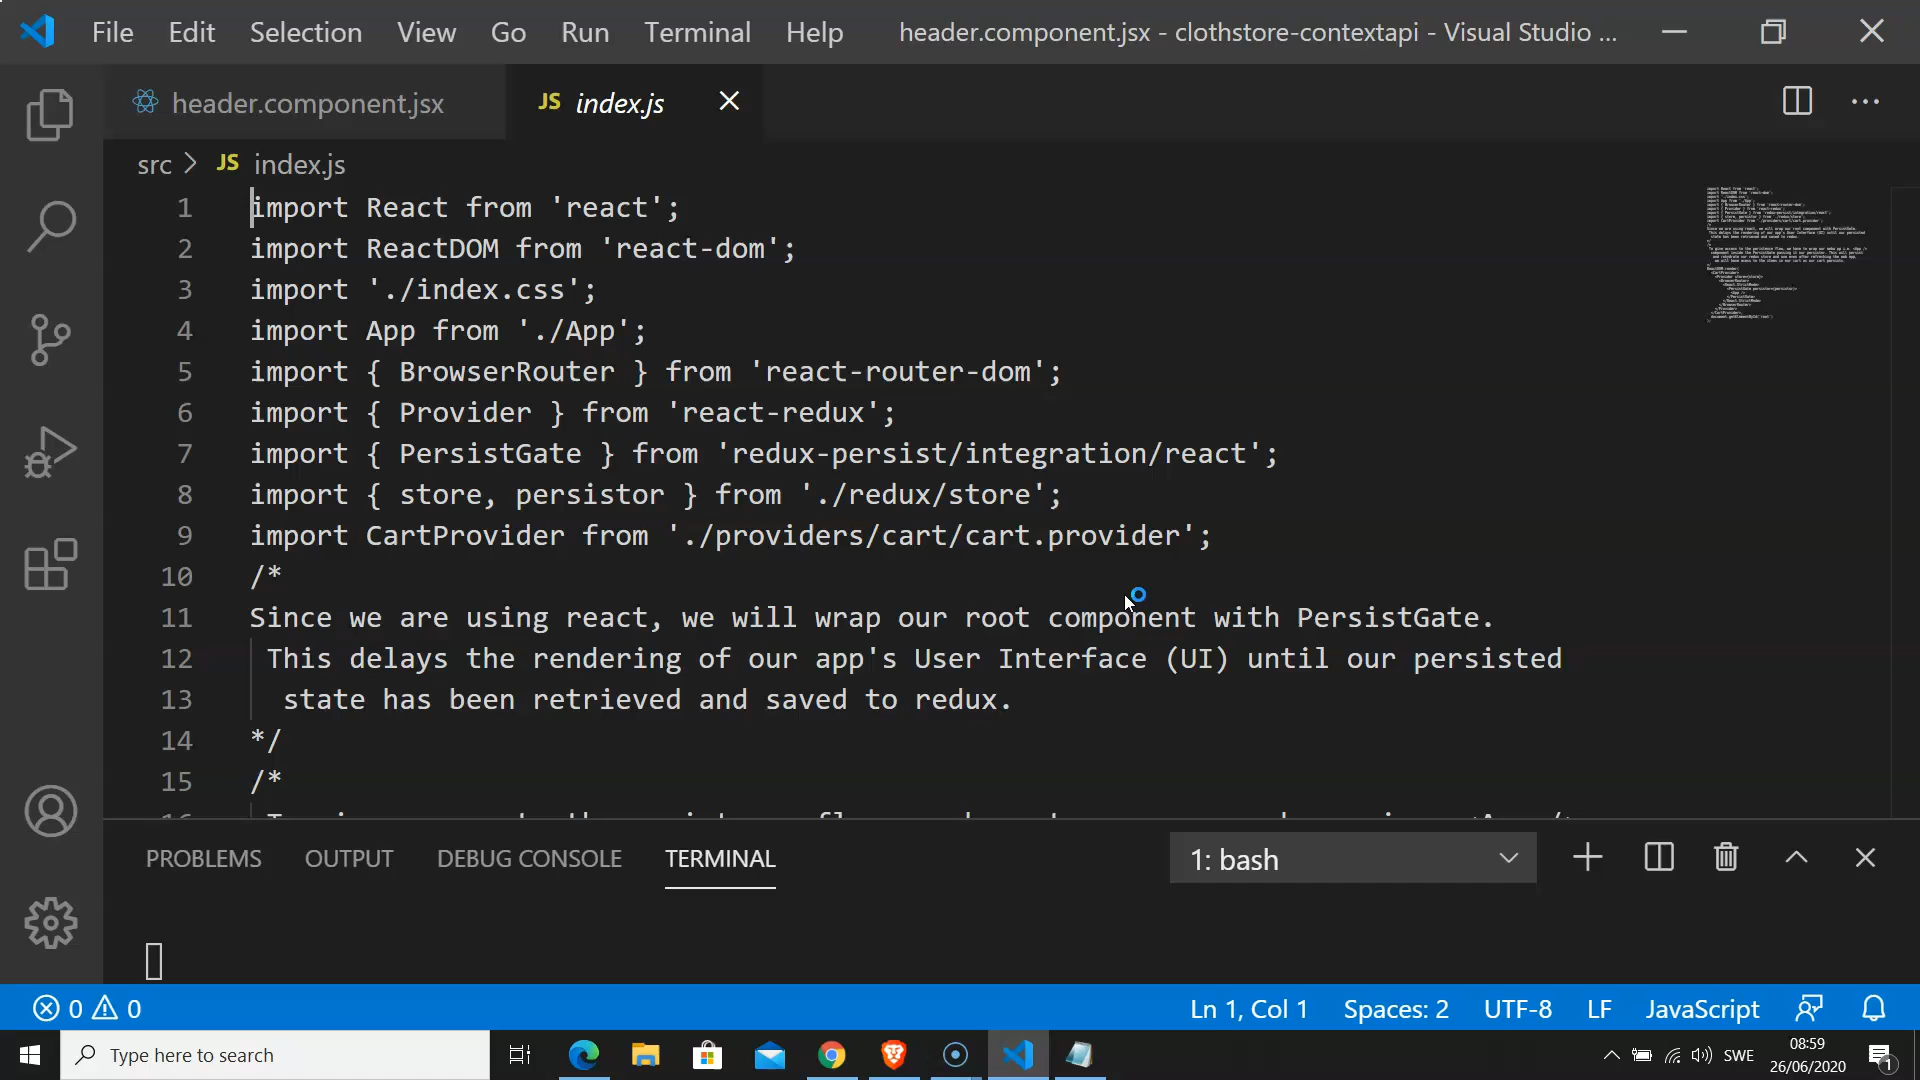 File Edit Selection View Go Run Terminal Help header.component.jsx - clothstore-contextapi - Visual Studio ...
header.component.jsx JS index.js
src > JS index.js
1 import React from 'react';
2 import ReactDOM from 'react-dom';
3 import './index.css';
4 import App from './App';
5 import { BrowserRouter } from 'react-router-dom';
6 import { Provider } from 'react-redux';
7 import { PersistGate } from 'redux-persist/integration/react';
8 import { store, persistor } from './redux/store';
9 import CartProvider from './providers/cart/cart.provider';
10 /*
11 Since we are using react, we will wrap our root component with PersistGate.
12 This delays the rendering of our app's User Interface (UI) until our persisted
13 state has been retrieved and saved to redux.
14 */
15 /*
PROBLEMS OUTPUT DEBUG CONSOLE TERMINAL 1: bash
0 0 Ln 1, Col 1 Spaces: 2 UTF-8 LF JavaScript
Type here to search SWE 08:59
26/06/2020 1